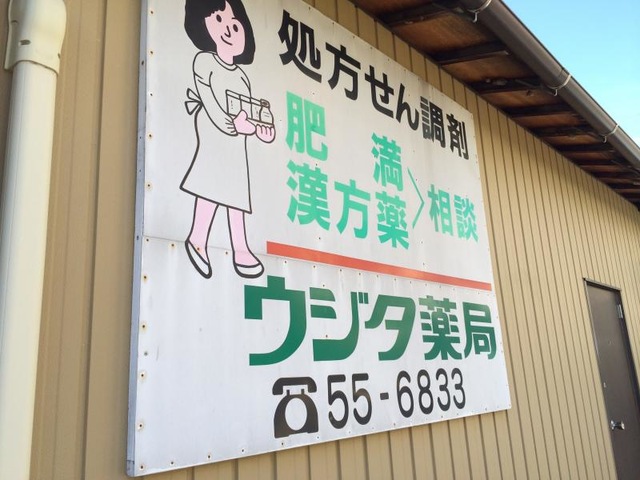 処方せん調剤
肥満
漢方薬 〉相談
ウジタ薬局
☎55-6833